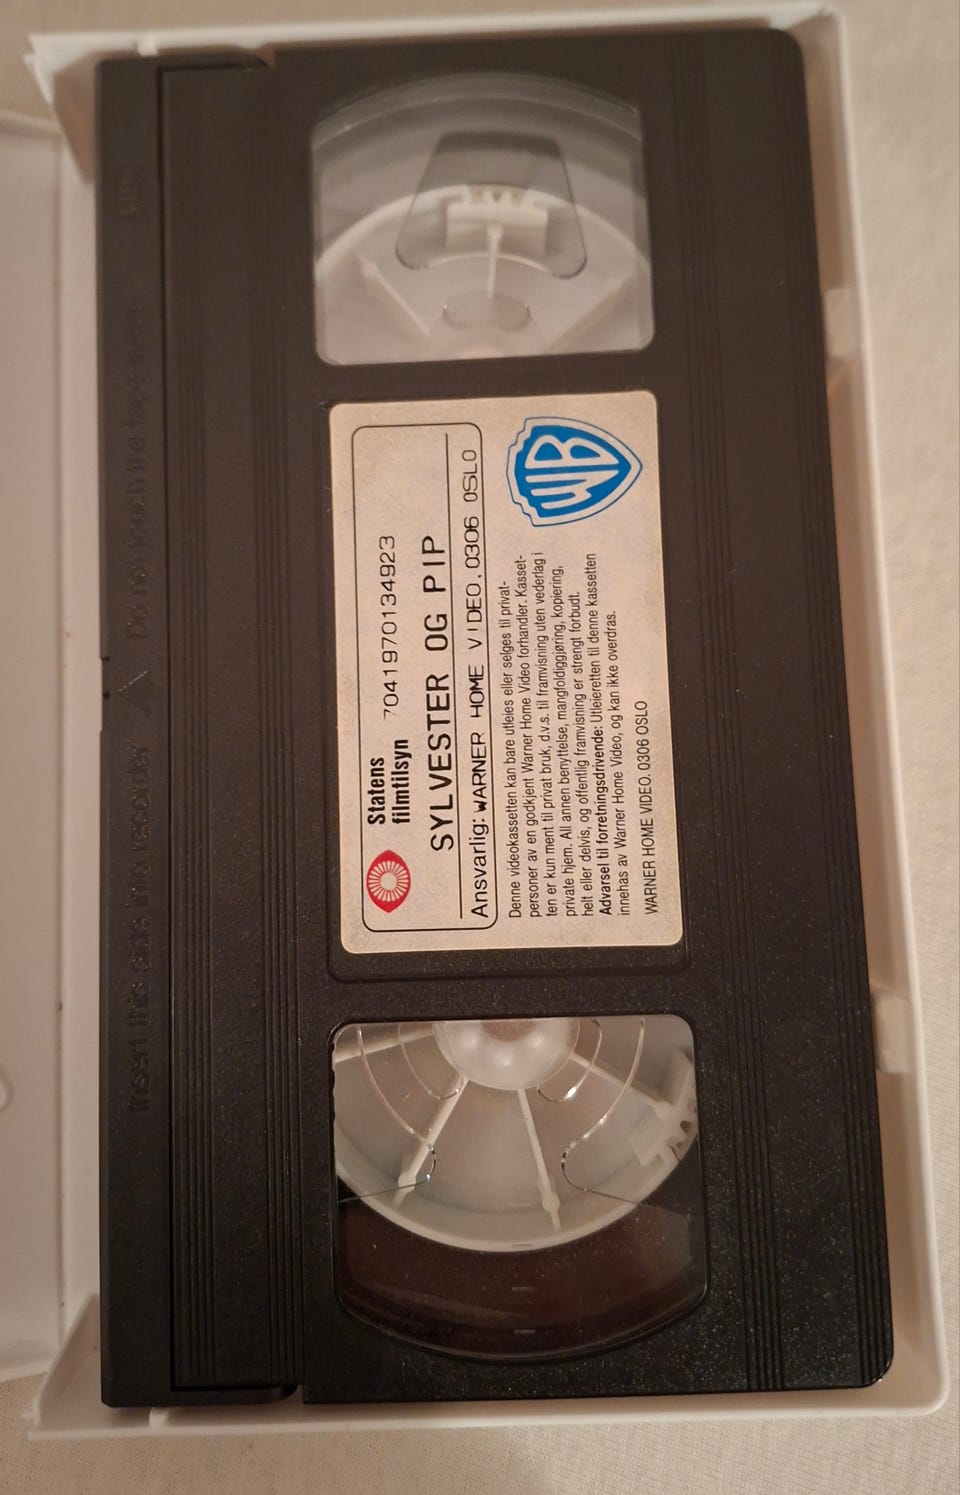 Insert this side into recorder
Do not touch the tape inside
VHS
Statens
filmtilsyn
7041970134923
SYLVESTER OG PIP
Ansvarlig: WARNER HOME VIDEO. 0306 OSLO
WB
Denne videokassetten kan bare utleies eller selges til privat-
personer av en godkjent Warner Home Video forhandler. Kasset-
ten er kun ment til privat bruk, d.v.s. til framvisning uten vederlag i
private hjem. All annen benyttelse, mangfoldiggjøring, kopiering,
helt eller delvis, og offentlig framvisning er strengt forbudt.
Advarsel til forretningsdrivende: Utleieretten til denne kassetten
innehas av Warner Home Video, og kan ikke overdras.
WARNER HOME VIDEO. 0306 OSLO